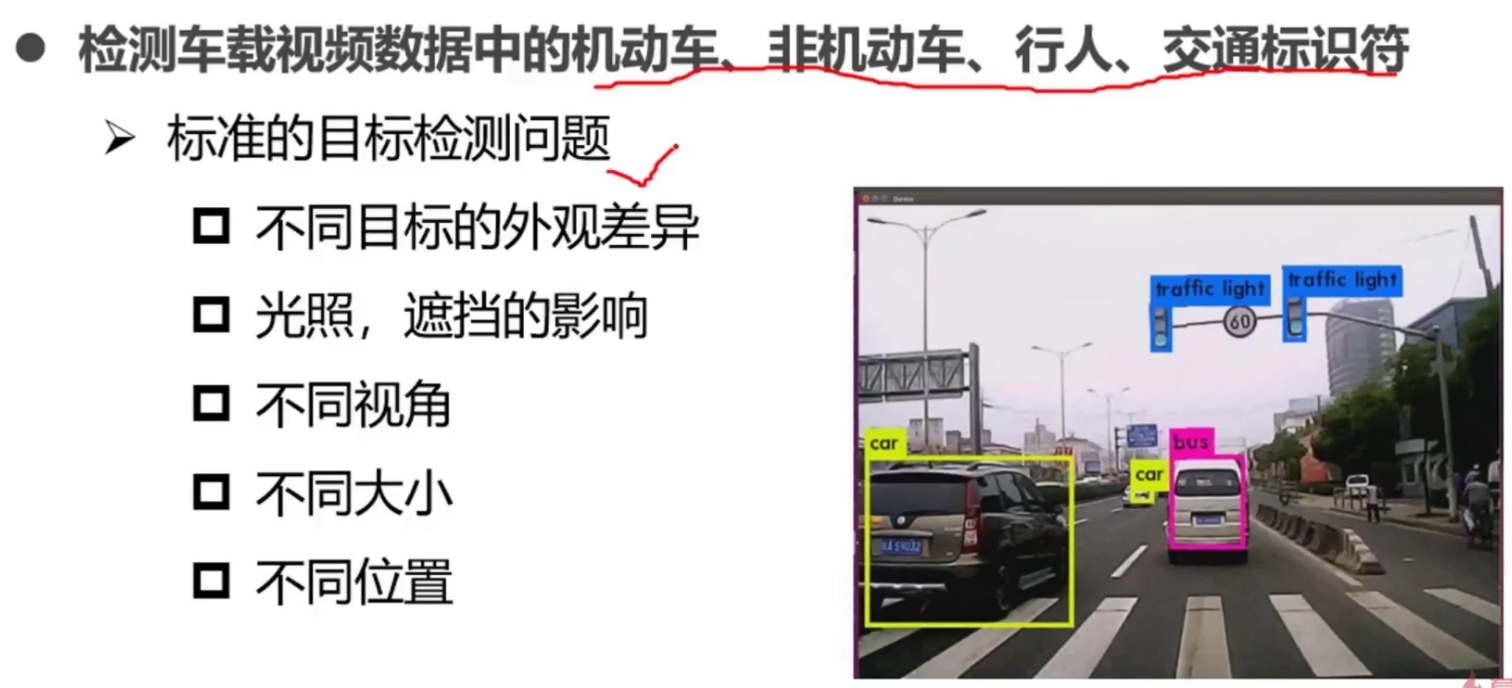 检测车载视频数据中的机动车、非机动车、行人、交通标识符
标准的目标检测问题
不同目标的外观差异
光照，遮挡的影响
不同视角
不同大小
不同位置
Demo
traffic light
traffic light
60
car
bus
car